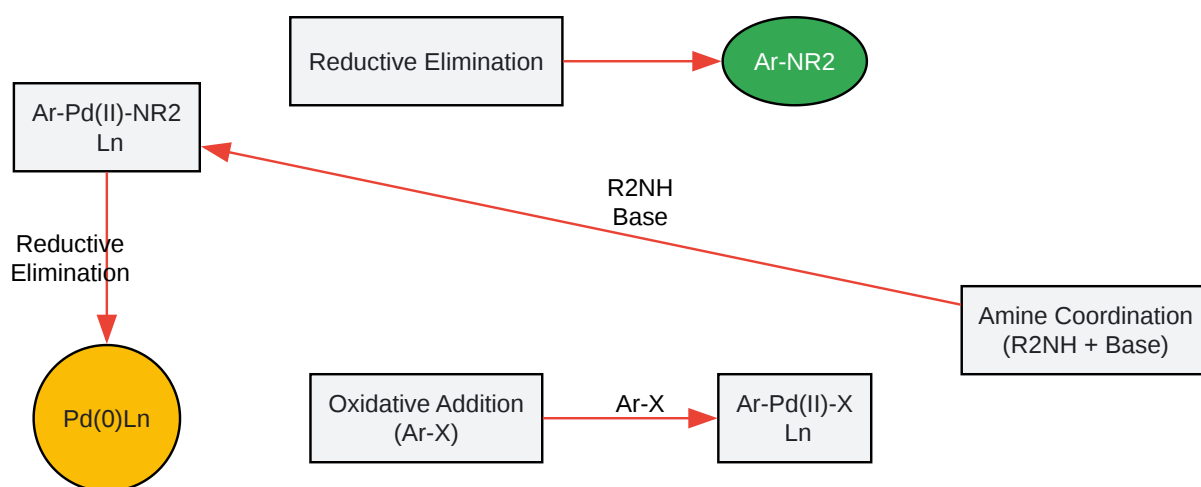 Reductive Elimination
Ar-NR2
Ar-Pd(II)-NR2
Ln
R2NH
Base
Reductive
Elimination
Amine Coordination
(R2NH + Base)
Pd(0)Ln
Oxidative Addition
(Ar-X)
Ar-X
Ar-Pd(II)-X
Ln